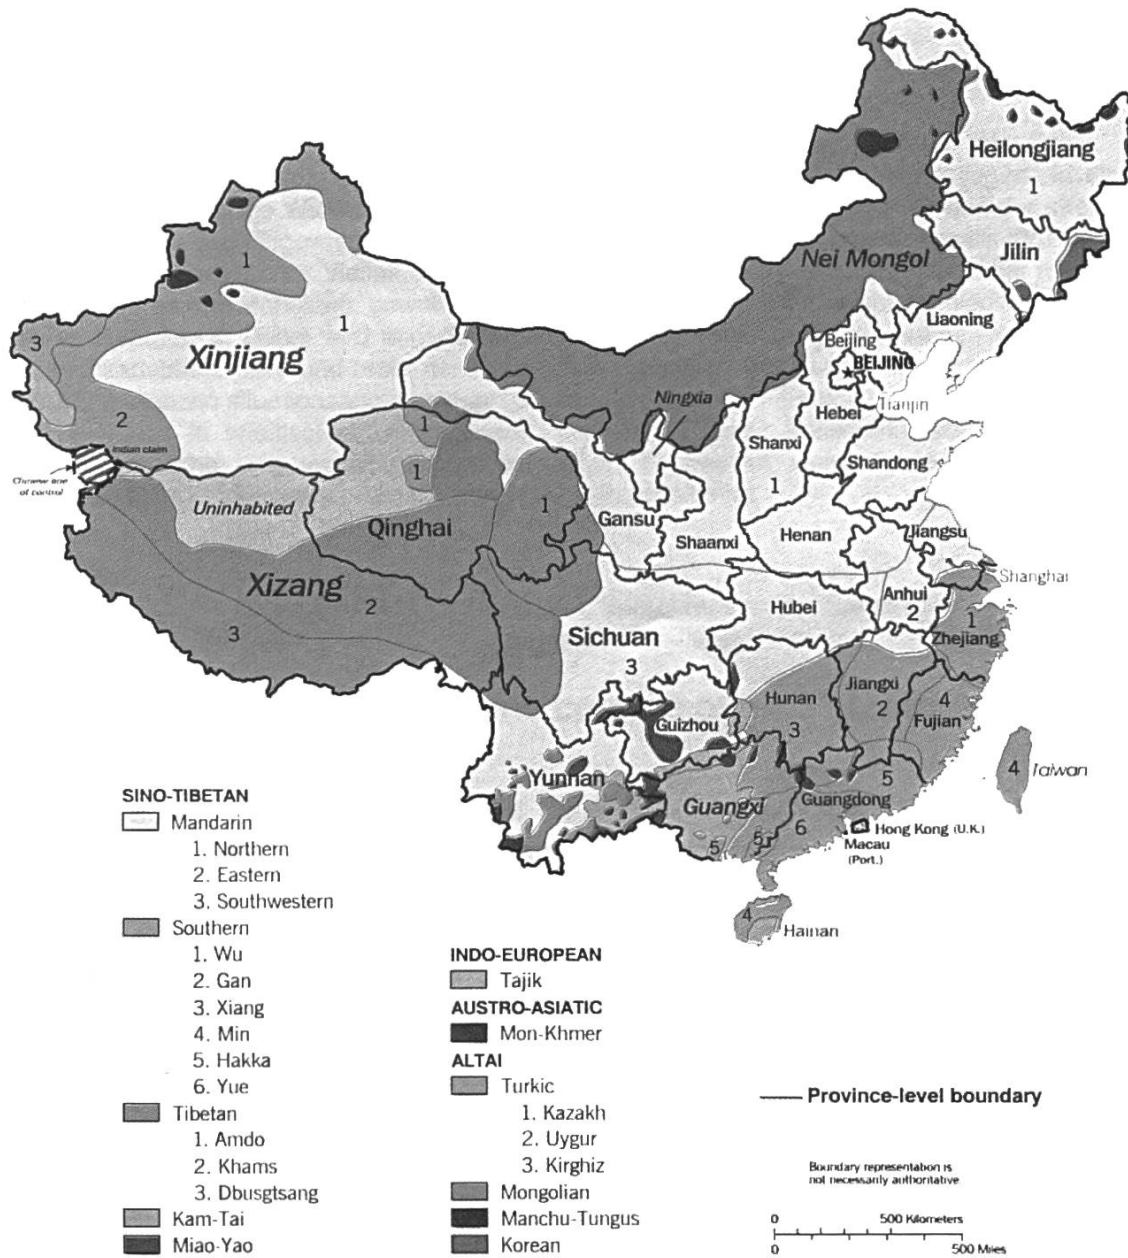 Heilongjiang
1
Jilin
Nei Mongol
Liaoning
1
1
Xinjiang
3
2
Beijing
BEIJING
Tianjin
Hebei
Ningxia
Shanxi
1
Shandong
Indian claim
Chinese line
of control
Uninhabited
1
1
1
Qinghai
Gansu
Shaanxi
Henan
Jiangsu
Shanghai
Xizang
2
3
Anhui
2
Hubei
1
Zhejiang
Sichuan
3
Hunan
3
Jiangxi
2
4
Fujian
Guizhou
Yunnan
Guangxi
5
5
Guangdong
5
6
4
Taiwan
Hong Kong (U.K.)
Macau
(Port.)
4
Hainan
SINO-TIBETAN
Mandarin
1. Northern
2. Eastern
3. Southwestern
Southern
1. Wu
2. Gan
3. Xiang
4. Min
5. Hakka
6. Yue
Tibetan
1. Amdo
2. Khams
3. Dbusgtsang
Kam-Tai
Miao-Yao
INDO-EUROPEAN
Tajik
AUSTRO-ASIATIC
Mon-Khmer
ALTAI
Turkic
1. Kazakh
2. Uygur
3. Kirghiz
Mongolian
Manchu-Tungus
Korean
Province-level boundary
Boundary representation is
not necessarily authoritative
0 500 Kilometers
0 500 Miles